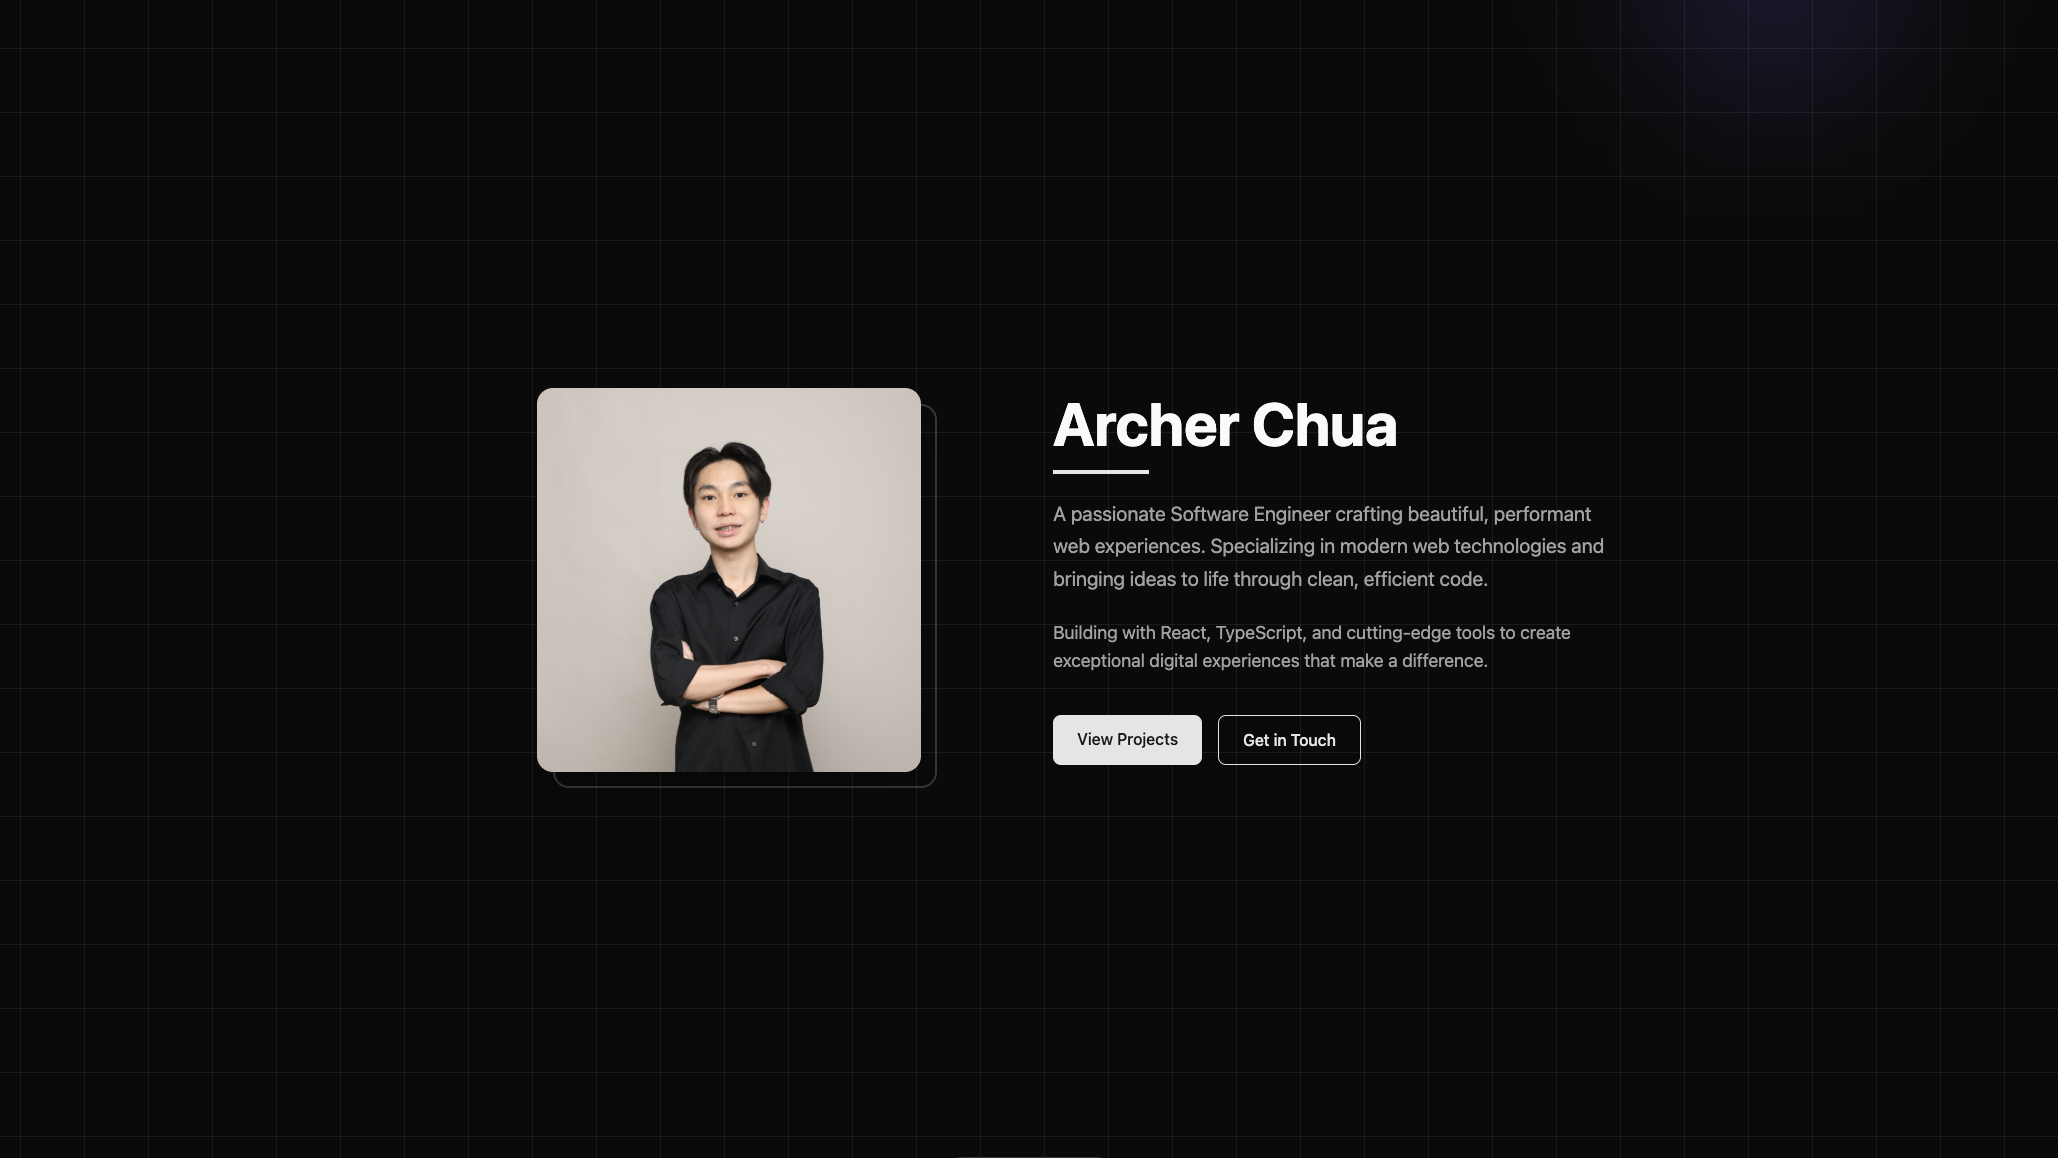 Archer Chua
A passionate Software Engineer crafting beautiful, performant
web experiences. Specializing in modern web technologies and
bringing ideas to life through clean, efficient code.
Building with React, TypeScript, and cutting-edge tools to create
exceptional digital experiences that make a difference.
View Projects
Get in Touch